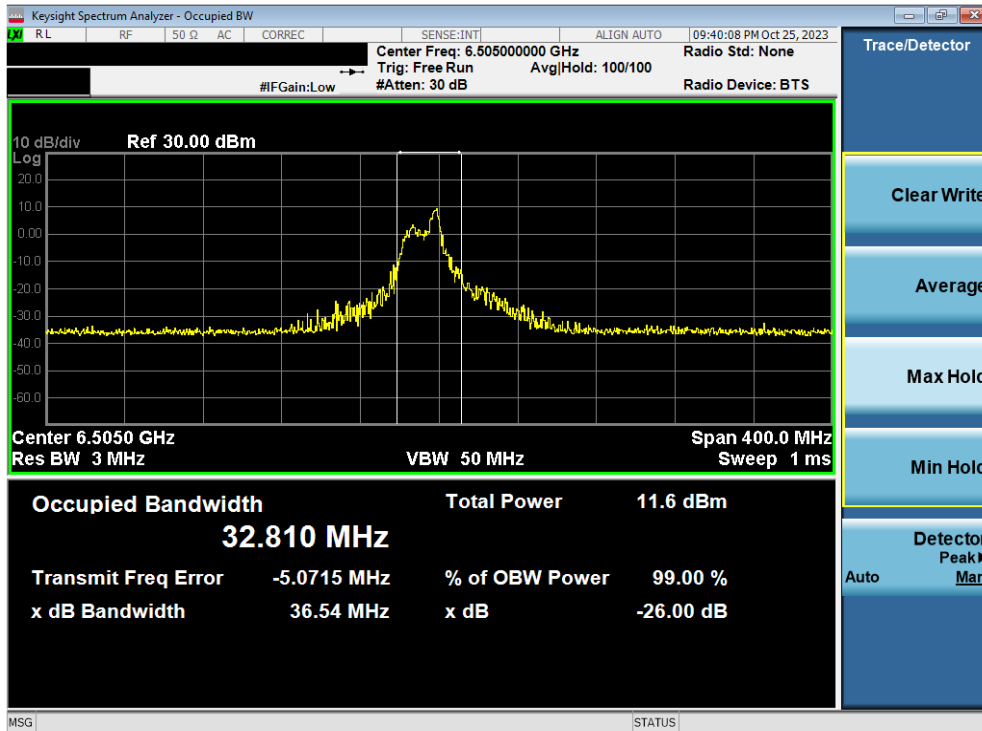 Keysight Spectrum Analyzer - Occupied BW
LXI RL RF 50 Ω AC CORREC SENSE:INT ALIGN AUTO 09:40:08 PM Oct 25, 2023
Center Freq: 6.505000000 GHz Radio Std: None
Trig: Free Run Avg|Hold: 100/100
#IFGain:Low #Atten: 30 dB Radio Device: BTS
Trace/Detector
10 dB/div Ref 30.00 dBm
Log
20.0
10.0
0.00
-10.0
-20.0
-30.0
-40.0
-50.0
-60.0
Center 6.5050 GHz Span 400.0 MHz
Res BW 3 MHz VBW 50 MHz Sweep 1 ms
Occupied Bandwidth Total Power 11.6 dBm
32.810 MHz
Transmit Freq Error -5.0715 MHz % of OBW Power 99.00 %
x dB Bandwidth 36.54 MHz x dB -26.00 dB
Clear Write
Average
Max Hold
Min Hold
Detector
Peak
Auto Man
MSG STATUS